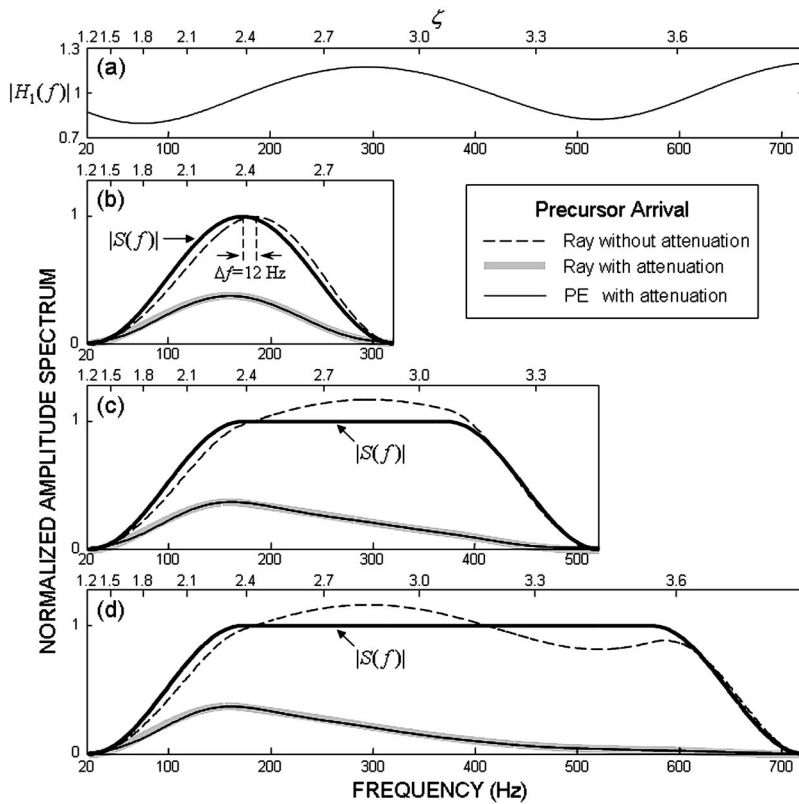 ζ
1.2 1.5 1.8 2.1 2.4 2.7 3.0 3.3 3.6
1.3
(a)
|H₁(f)| 1
0.7
20 100 200 300 400 500 600 700
1.2 1.5 1.8 2.1 2.4 2.7
(b)
1
|S(f)|
Δf=12 Hz
0
20 100 200 300
Precursor Arrival
Ray without attenuation
Ray with attenuation
PE with attenuation
NORMALIZED AMPLITUDE SPECTRUM
1.2 1.5 1.8 2.1 2.4 2.7 3.0 3.3
(c)
1
|S(f)|
0
20 100 200 300 400 500
1.2 1.5 1.8 2.1 2.4 2.7 3.0 3.3 3.6
(d)
1
|S(f)|
0
20 100 200 300 400 500 600 700
FREQUENCY (Hz)